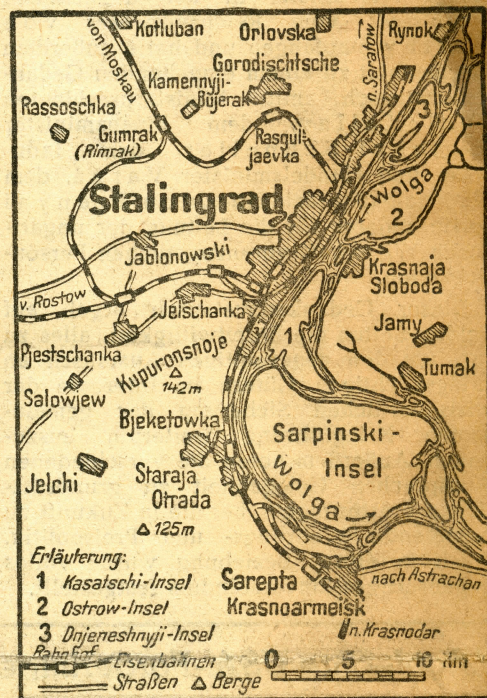 Kotluban
Orlovska
Rynok
von Moskau
n. Saratow
Gorodischtsche
Kamennyji-
Bujerak
Rassoschka
Gumrak
(Rimrak)
Rasgul-
jaevka
3
Stalingrad
Wolga
2
Jablonowski
Krasnaja
Sloboda
v. Rostow
Jelschanka
1
Jamy
Pjestschanka
Kupuronsnoje
142 m
Tumak
Salowjew
Bjeketowka
Sarpinski-
Insel
Jelchi
Staraja
Otrada
Wolga
125 m
Erläuterung:
1 Kasatschi-Insel
2 Ostrow-Insel
3 Dnjeneshnyji-Insel
Sarepta
Krasnoarmeisk
nach Astrachan
n. Krasnodar
Bahnhof
Eisenbahnen
Straßen
Berge
0 5 10 km